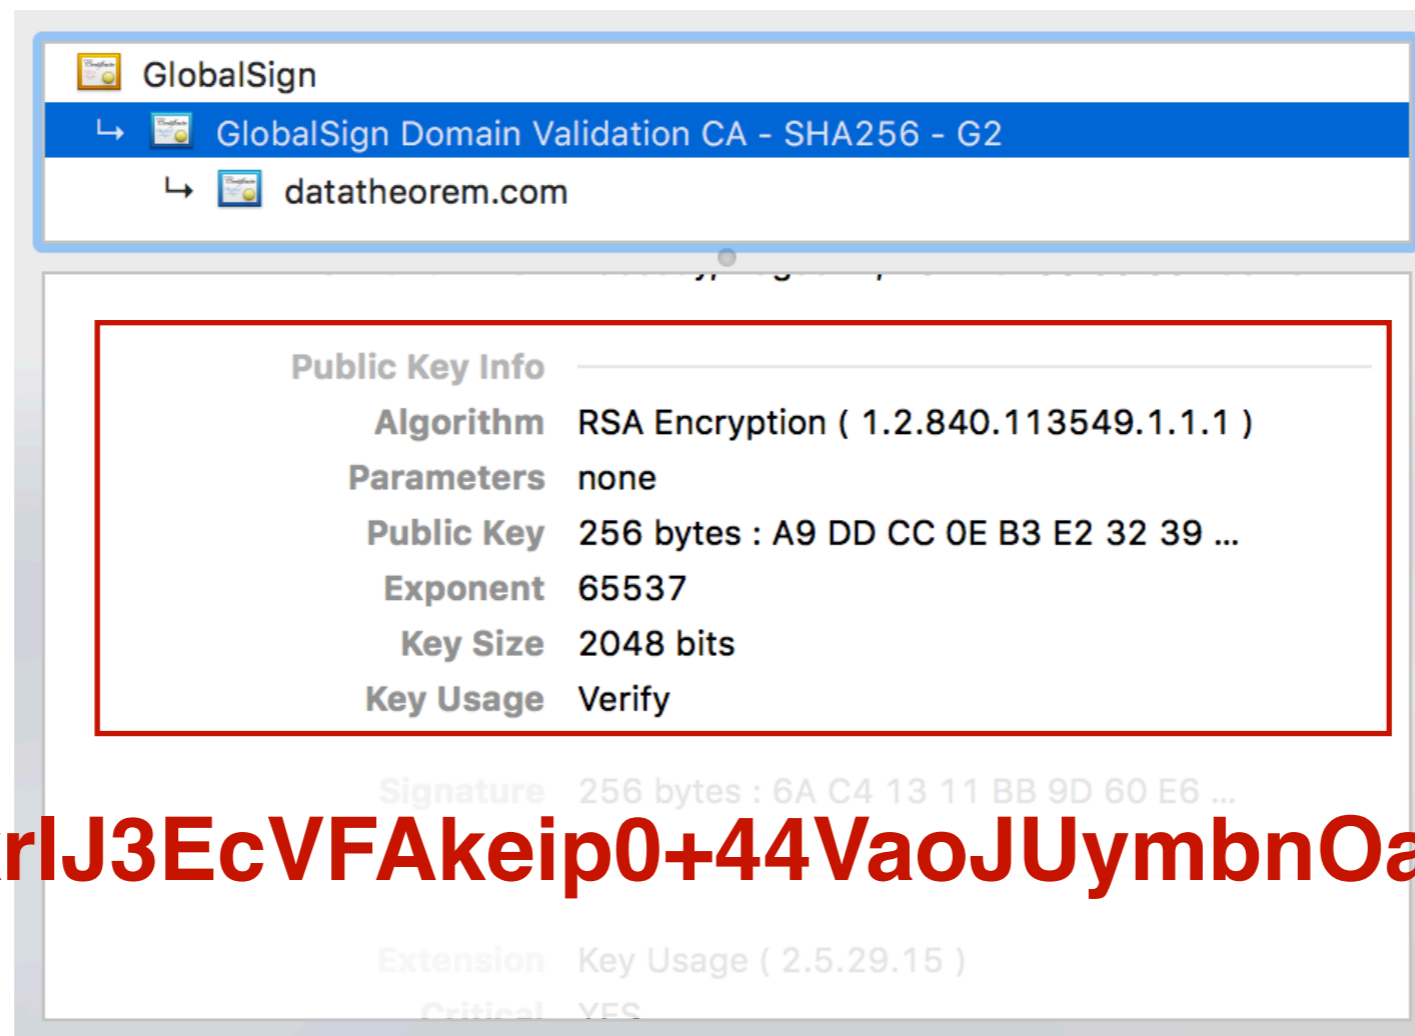 GlobalSign
GlobalSign Domain Validation CA - SHA256 - G2
datatheorem.com
Public Key Info
Algorithm RSA Encryption ( 1.2.840.113549.1.1.1 )
Parameters none
Public Key 256 bytes : A9 DD CC 0E B3 E2 32 39 ...
Exponent 65537
Key Size 2048 bits
Key Usage Verify
Signature 256 bytes : 6A C4 13 11 BB 9D 60 E6 ...
rIJ3EcVFAkeip0+44VaoJUymbnOa
Extension Key Usage ( 2.5.29.15 )
Critical YES